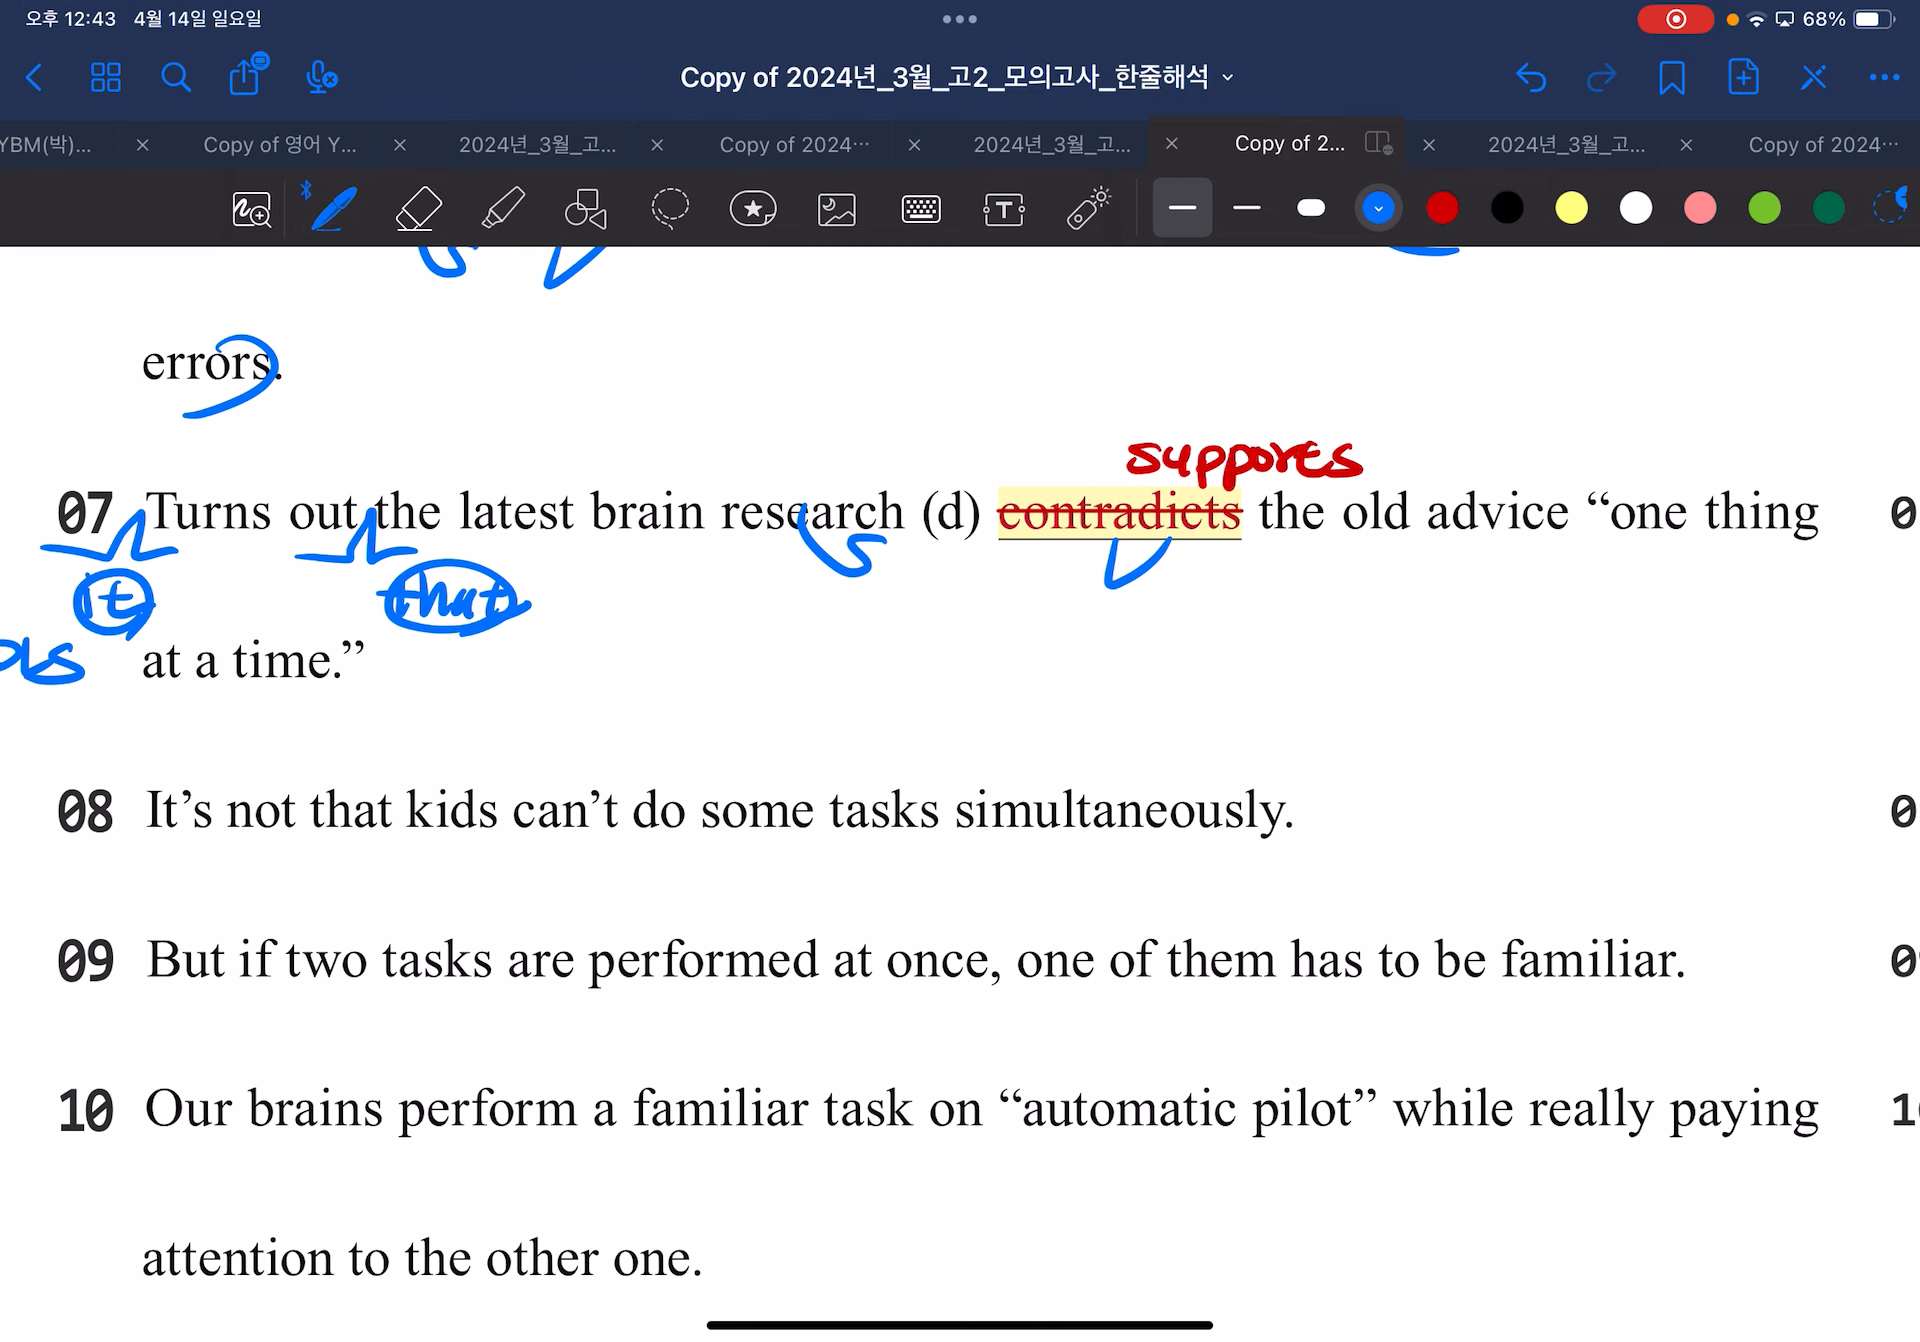 오후 12:43 4월 14일 일요일
68%
Copy of 2024년_3월_고2_모의고사_한줄해석
YBM(박)... Copy of 영어 Y... 2024년_3월_고... Copy of 2024... 2024년_3월_고... Copy of 2... 2024년_3월_고... Copy of 2024...
errors.
supports
07 Turns out the latest brain research (d) contradicts the old advice “one thing
it that
at a time.”
08 It’s not that kids can’t do some tasks simultaneously.
09 But if two tasks are performed at once, one of them has to be familiar.
10 Our brains perform a familiar task on “automatic pilot” while really paying
attention to the other one.